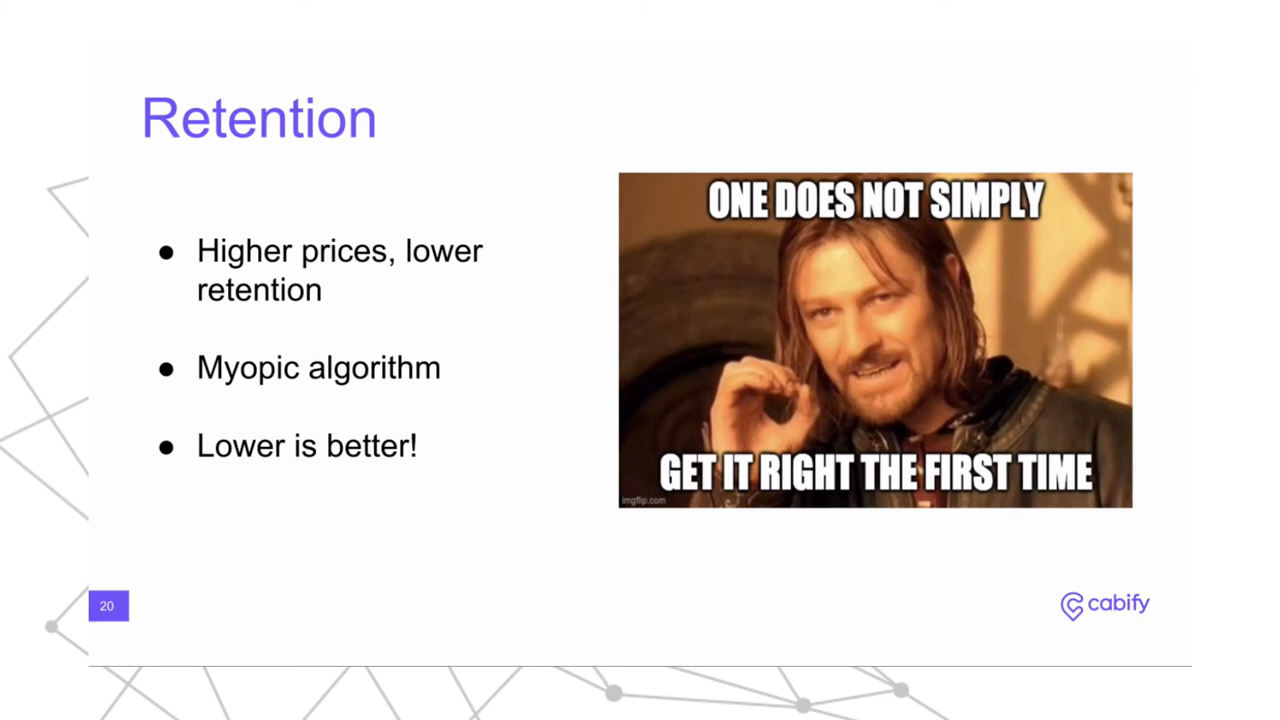 Retention
● Higher prices, lower
retention
● Myopic algorithm
● Lower is better!
ONE DOES NOT SIMPLY
GET IT RIGHT THE FIRST TIME
imgflip.com
20
cabify